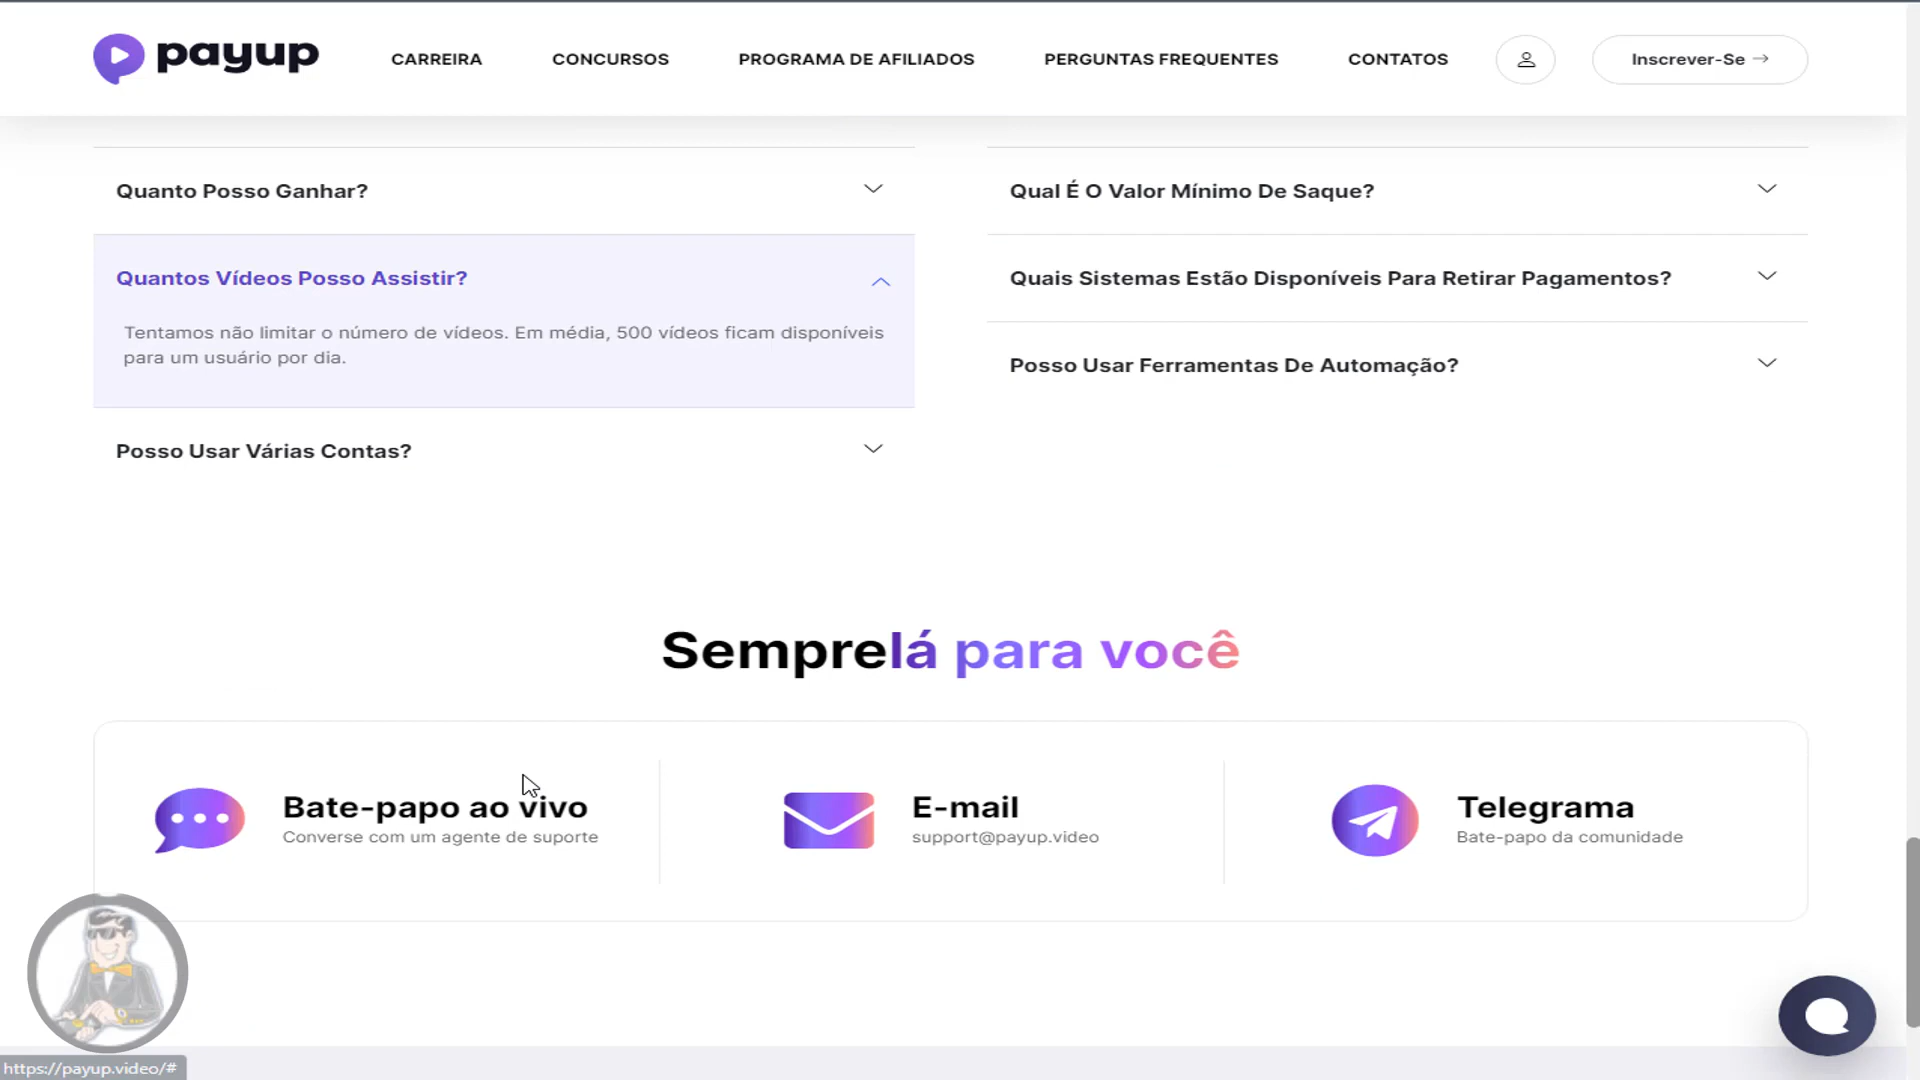 payup
CARREIRA
CONCURSOS
PROGRAMA DE AFILIADOS
PERGUNTAS FREQUENTES
CONTATOS
Inscrever-Se →
Quanto Posso Ganhar?
Quantos Vídeos Posso Assistir?
Tentamos não limitar o número de vídeos. Em média, 500 vídeos ficam disponíveis
para um usuário por dia.
Posso Usar Várias Contas?
Qual É O Valor Mínimo De Saque?
Quais Sistemas Estão Disponíveis Para Retirar Pagamentos?
Posso Usar Ferramentas De Automação?
Semprelá para você
Bate-papo ao vivo
Converse com um agente de suporte
E-mail
support@payup.video
Telegrama
Bate-papo da comunidade
https://payup.video/#